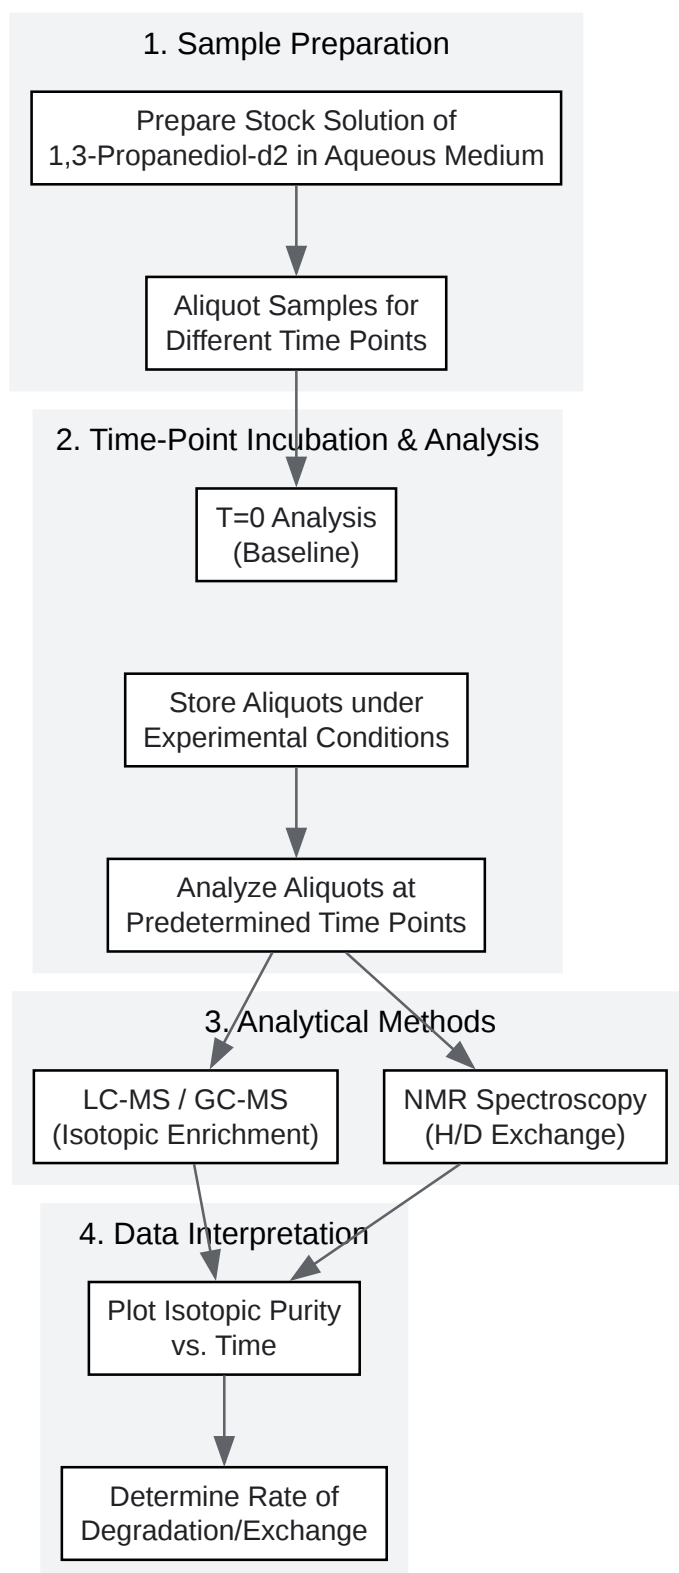 1. Sample Preparation
Prepare Stock Solution of
1,3-Propanediol-d2 in Aqueous Medium
Aliquot Samples for
Different Time Points
2. Time-Point Incubation & Analysis
T=0 Analysis
(Baseline)
Store Aliquots under
Experimental Conditions
Analyze Aliquots at
Predetermined Time Points
3. Analytical Methods
LC-MS / GC-MS
(Isotopic Enrichment)
NMR Spectroscopy
(H/D Exchange)
4. Data Interpretation
Plot Isotopic Purity
vs. Time
Determine Rate of
Degradation/Exchange